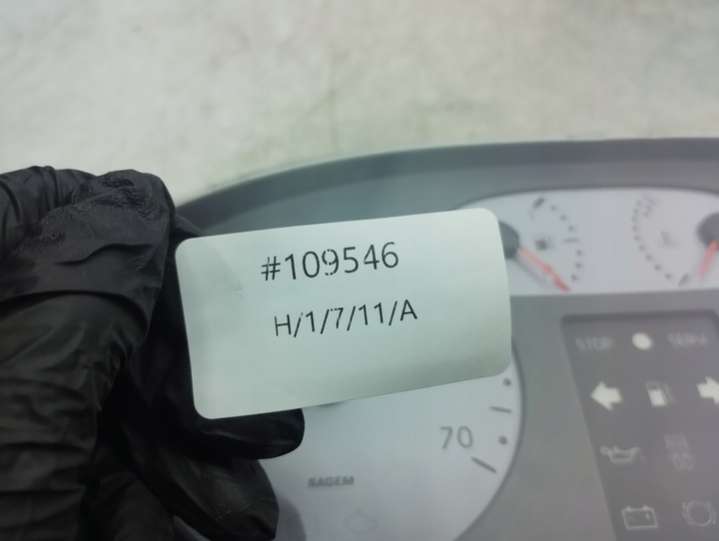 #109546
H/1/7/11/A
STOP
SERV
70
SAGEM